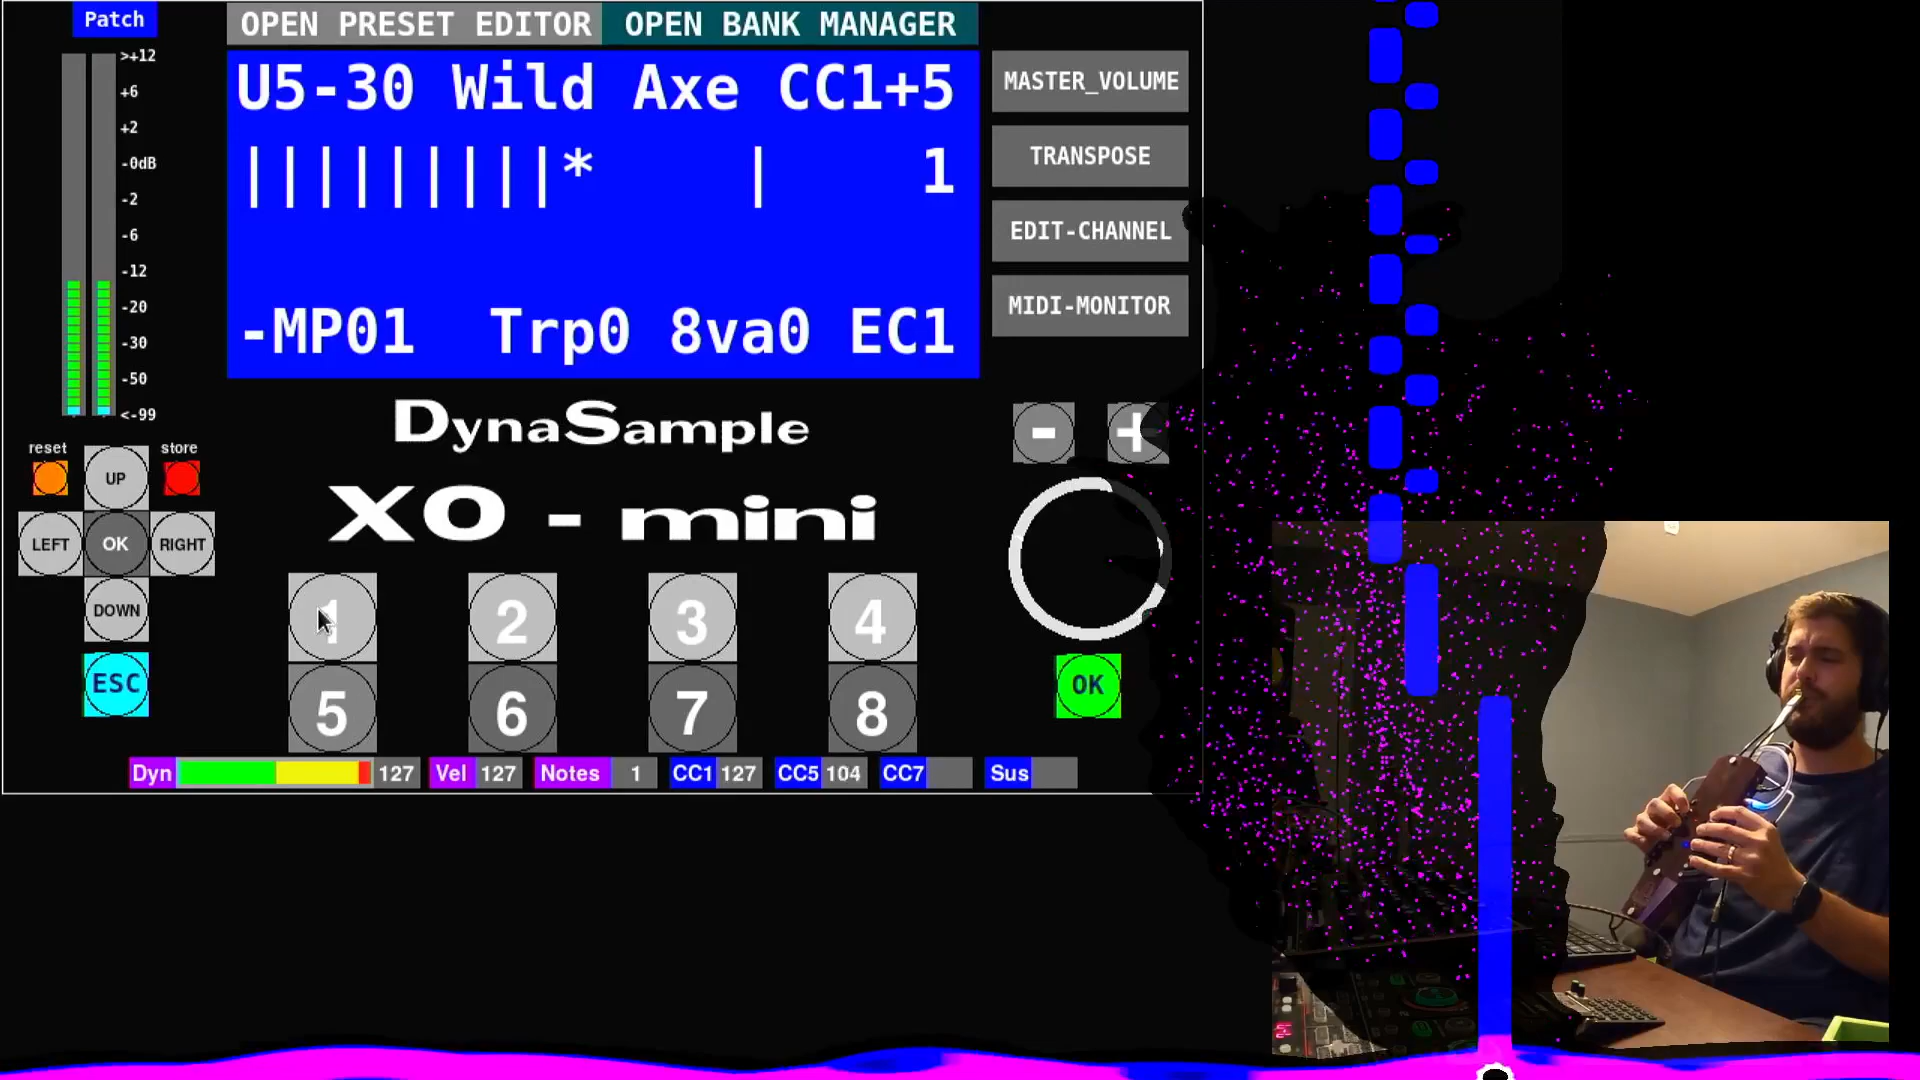 Patch
OPEN PRESET EDITOR
OPEN BANK MANAGER
>+12
+6
+2
-0dB
-2
-6
-12
-20
-30
-50
<-99
U5-30 Wild Axe CC1+5
|||||||||* | 1
-MP01 Trp0 8va0 EC1
MASTER_VOLUME
TRANSPOSE
EDIT-CHANNEL
MIDI-MONITOR
DynaSample
XO - mini
- +
reset
store
UP
LEFT
OK
RIGHT
DOWN
ESC
1 2 3 4
5 6 7 8
OK
Dyn 127 Vel 127 Notes 1 CC1 127 CC5 104 CC7 Sus